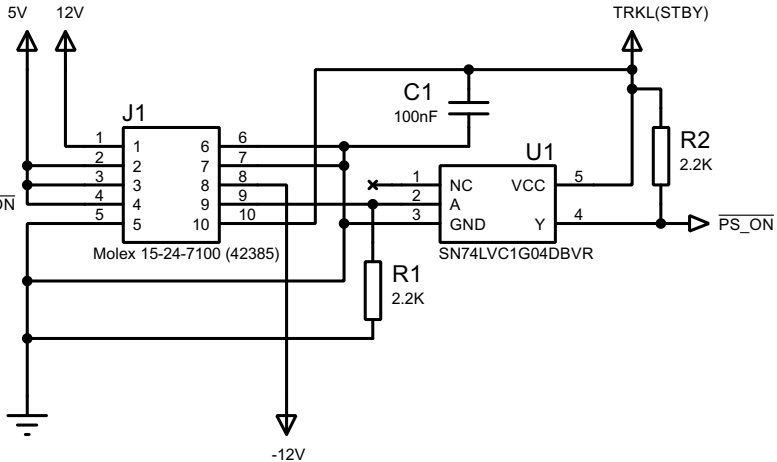 5V 12V TRKL(STBY)
C1
100nF
J1
1 1 6 6
2 2 7 7
3 3 8 8
4 4 9 9
5 5 10 10
ON
Molex 15-24-7100 (42385)
U1
1 NC VCC 5
2 A
3 GND Y 4
SN74LVC1G04DBVR
R2
2.2K
PS_ON
R1
2.2K
-12V